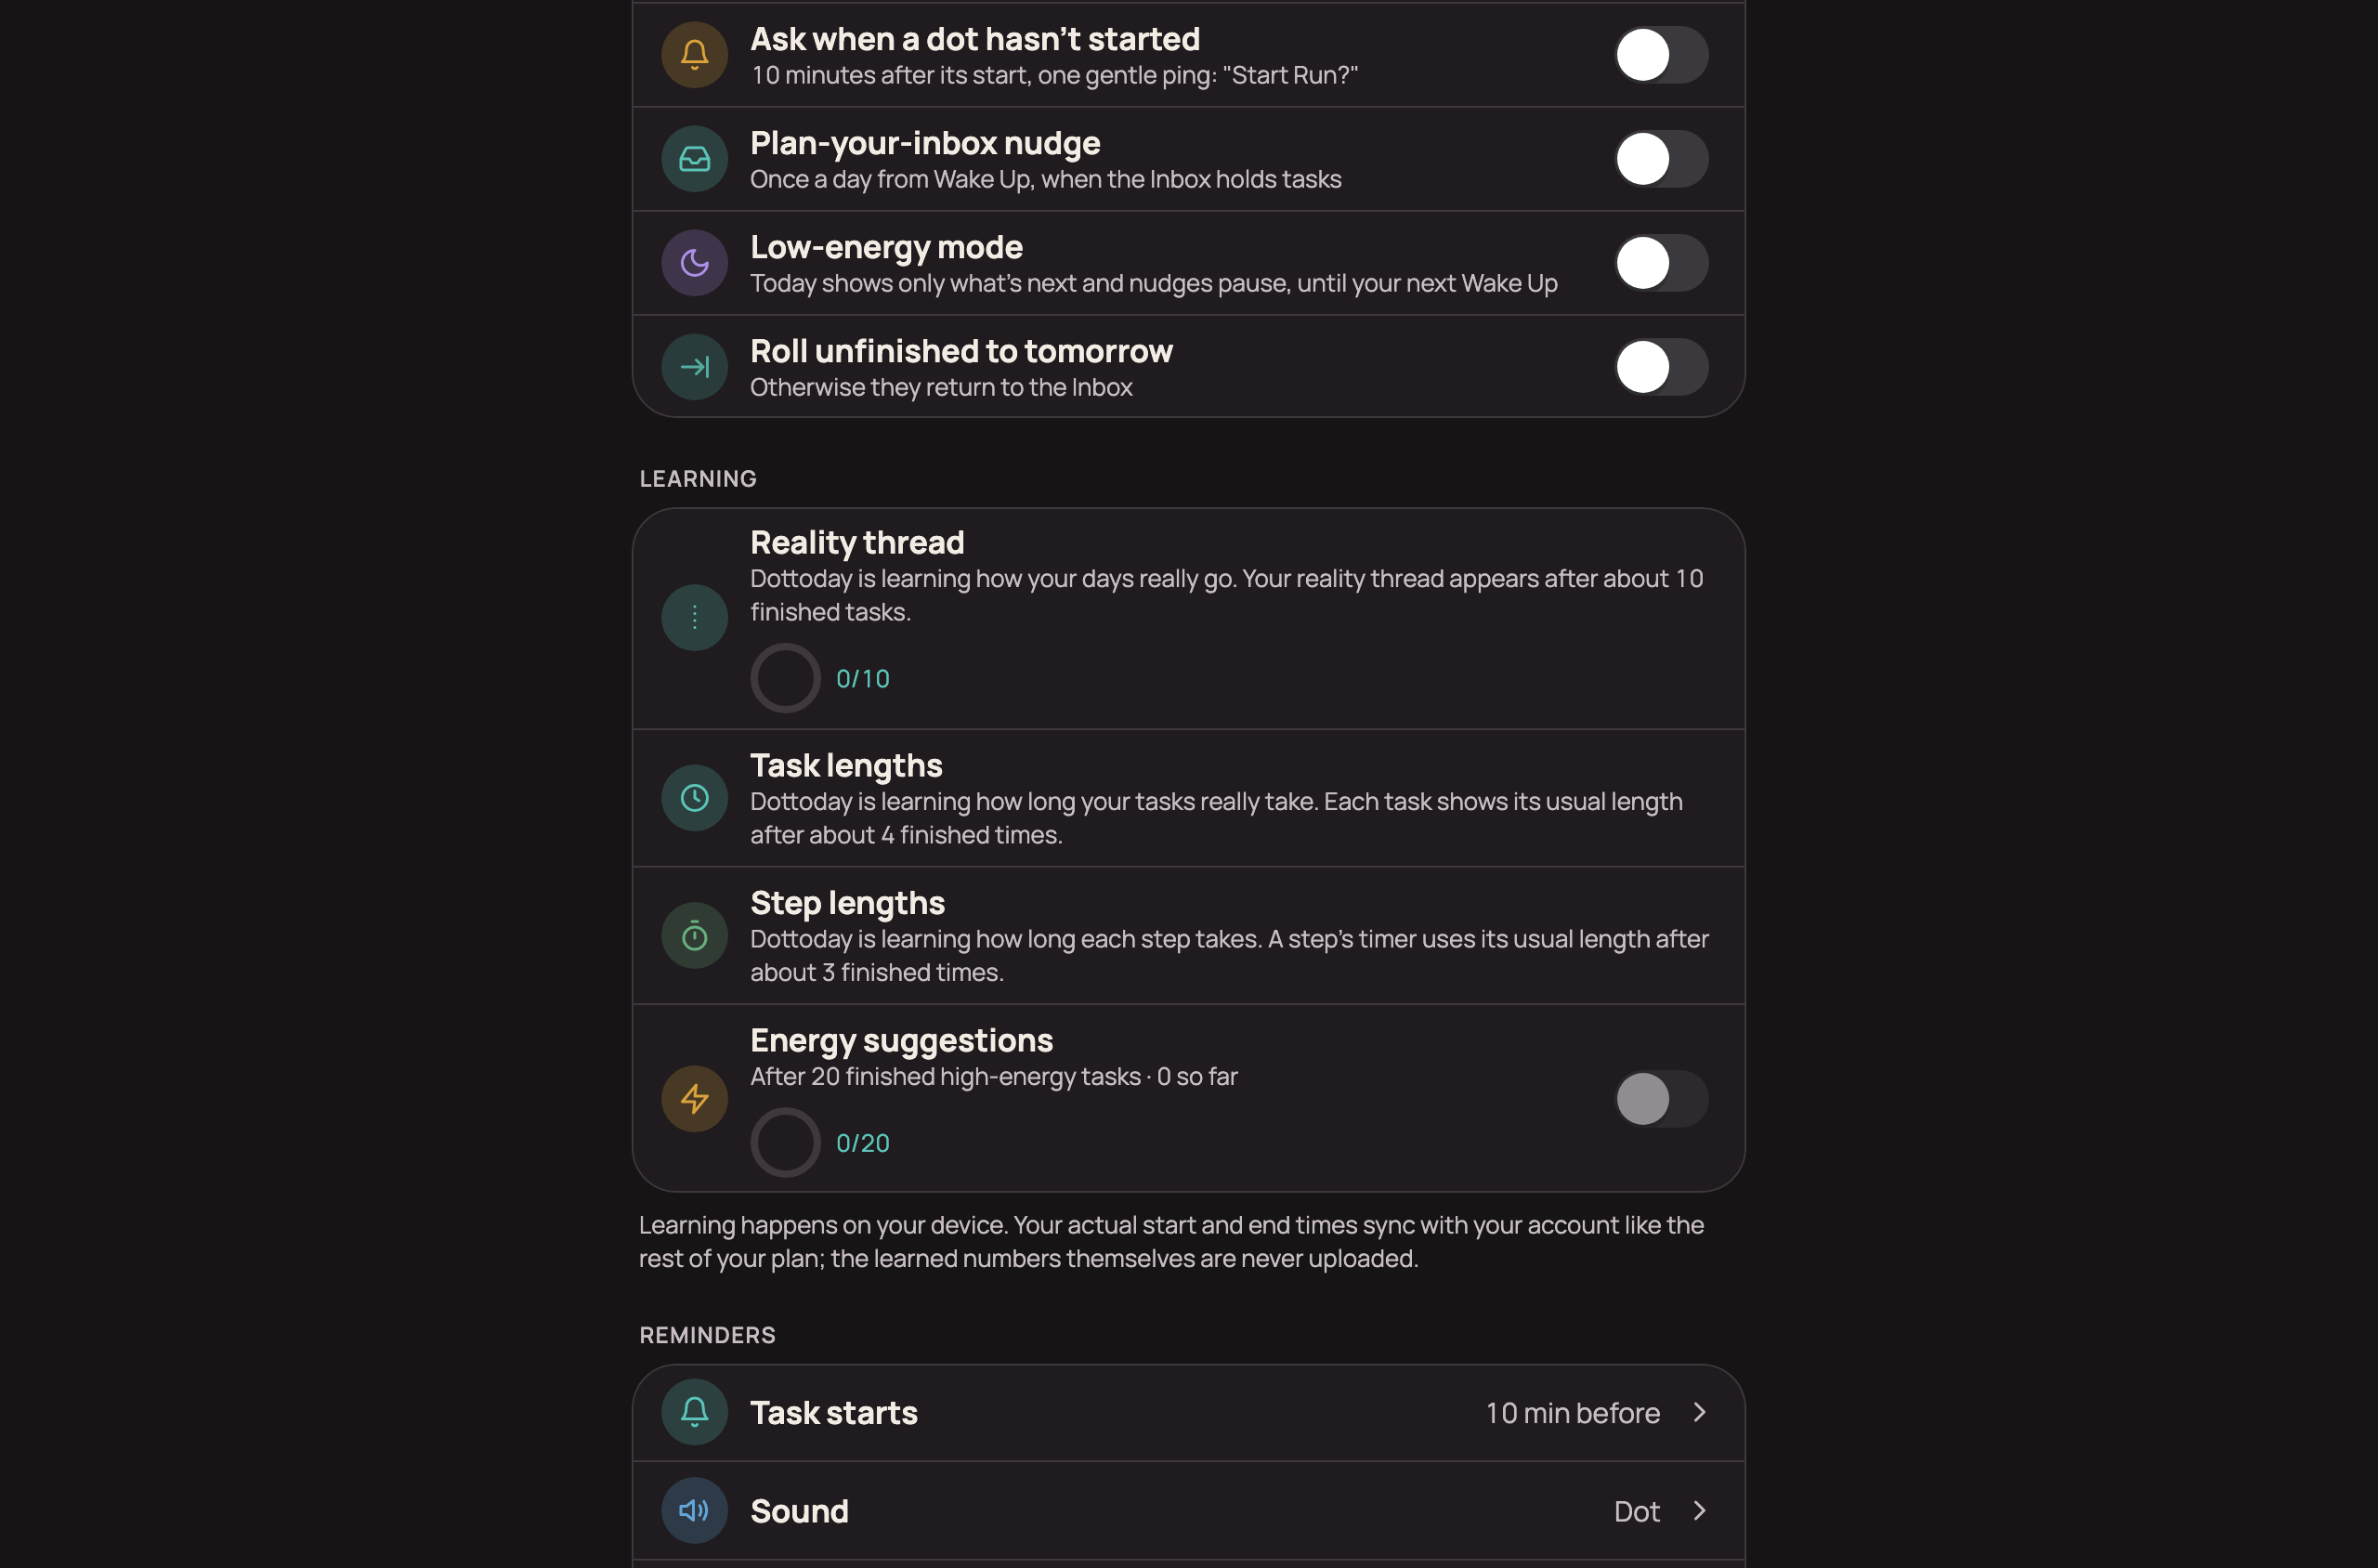 Ask when a dot hasn’t started
10 minutes after its start, one gentle ping: "Start Run?"
Plan-your-inbox nudge
Once a day from Wake Up, when the Inbox holds tasks
Low-energy mode
Today shows only what’s next and nudges pause, until your next Wake Up
Roll unfinished to tomorrow
Otherwise they return to the Inbox
LEARNING
Reality thread
Dottoday is learning how your days really go. Your reality thread appears after about 10
finished tasks.
0/10
Task lengths
Dottoday is learning how long your tasks really take. Each task shows its usual length
after about 4 finished times.
Step lengths
Dottoday is learning how long each step takes. A step’s timer uses its usual length after
about 3 finished times.
Energy suggestions
After 20 finished high-energy tasks · 0 so far
0/20
Learning happens on your device. Your actual start and end times sync with your account like the
rest of your plan; the learned numbers themselves are never uploaded.
REMINDERS
Task starts 10 min before
Sound Dot